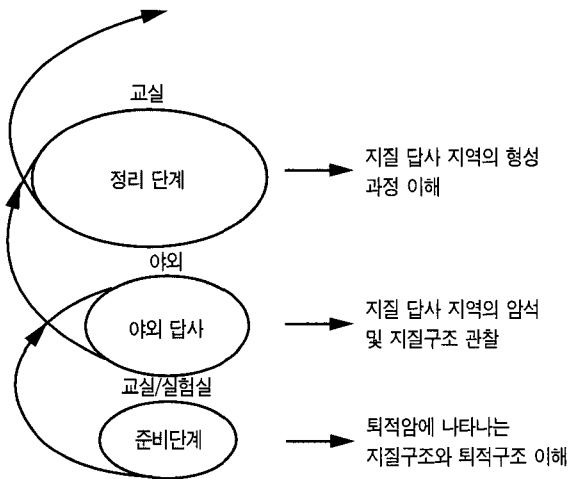 교실
정리 단계
지질 답사 지역의 형성
과정 이해
야외
야외 답사
지질 답사 지역의 암석
및 지질구조 관찰
교실/실험실
준비단계
퇴적암에 나타나는
지질구조와 퇴적구조 이해